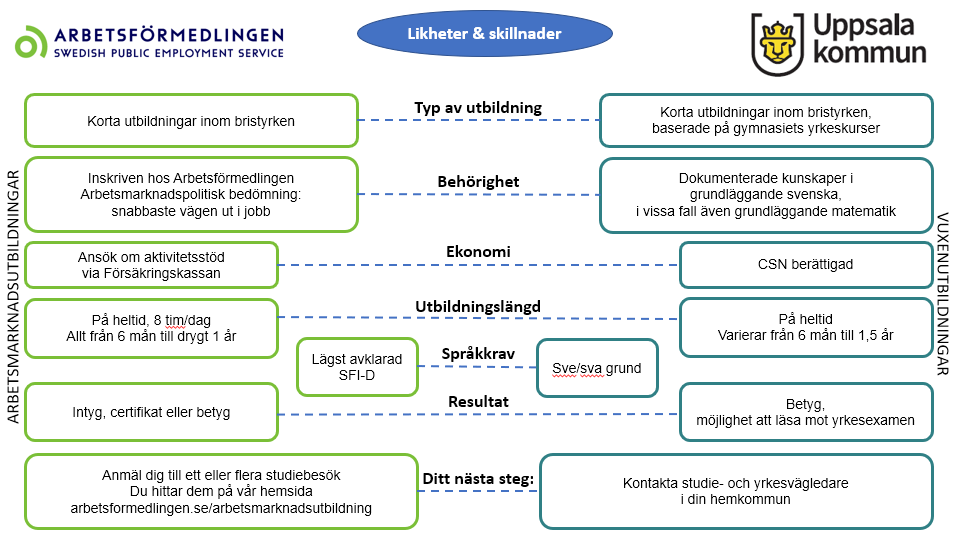 ARBETSFÖRMEDLINGEN
SWEDISH PUBLIC EMPLOYMENT SERVICE
Likheter & skillnader
Uppsala
kommun
ARBETSMARKNADSUTBILDNINGAR
VUXENUTBILDNINGAR
Typ av utbildning
Korta utbildningar inom bristyrken
Korta utbildningar inom bristyrken,
baserade på gymnasiets yrkeskurser
Behörighet
Inskriven hos Arbetsförmedlingen
Arbetsmarknadspolitisk bedömning:
snabbaste vägen ut i jobb
Dokumenterade kunskaper i
grundläggande svenska,
i vissa fall även grundläggande matematik
Ekonomi
Ansök om aktivitetsstöd
via Försäkringskassan
CSN berättigad
Utbildningslängd
På heltid, 8 tim/dag
Allt från 6 mån till drygt 1 år
På heltid
Varierar från 6 mån till 1,5 år
Språkkrav
Lägst avklarad
SFI-D
Sve/sva grund
Resultat
Intyg, certifikat eller betyg
Betyg,
möjlighet att läsa mot yrkesexamen
Ditt nästa steg:
Anmäl dig till ett eller flera studiebesök
Du hittar dem på vår hemsida
arbetsformedlingen.se/arbetsmarknadsutbildning
Kontakta studie- och yrkesvägledare
i din hemkommun